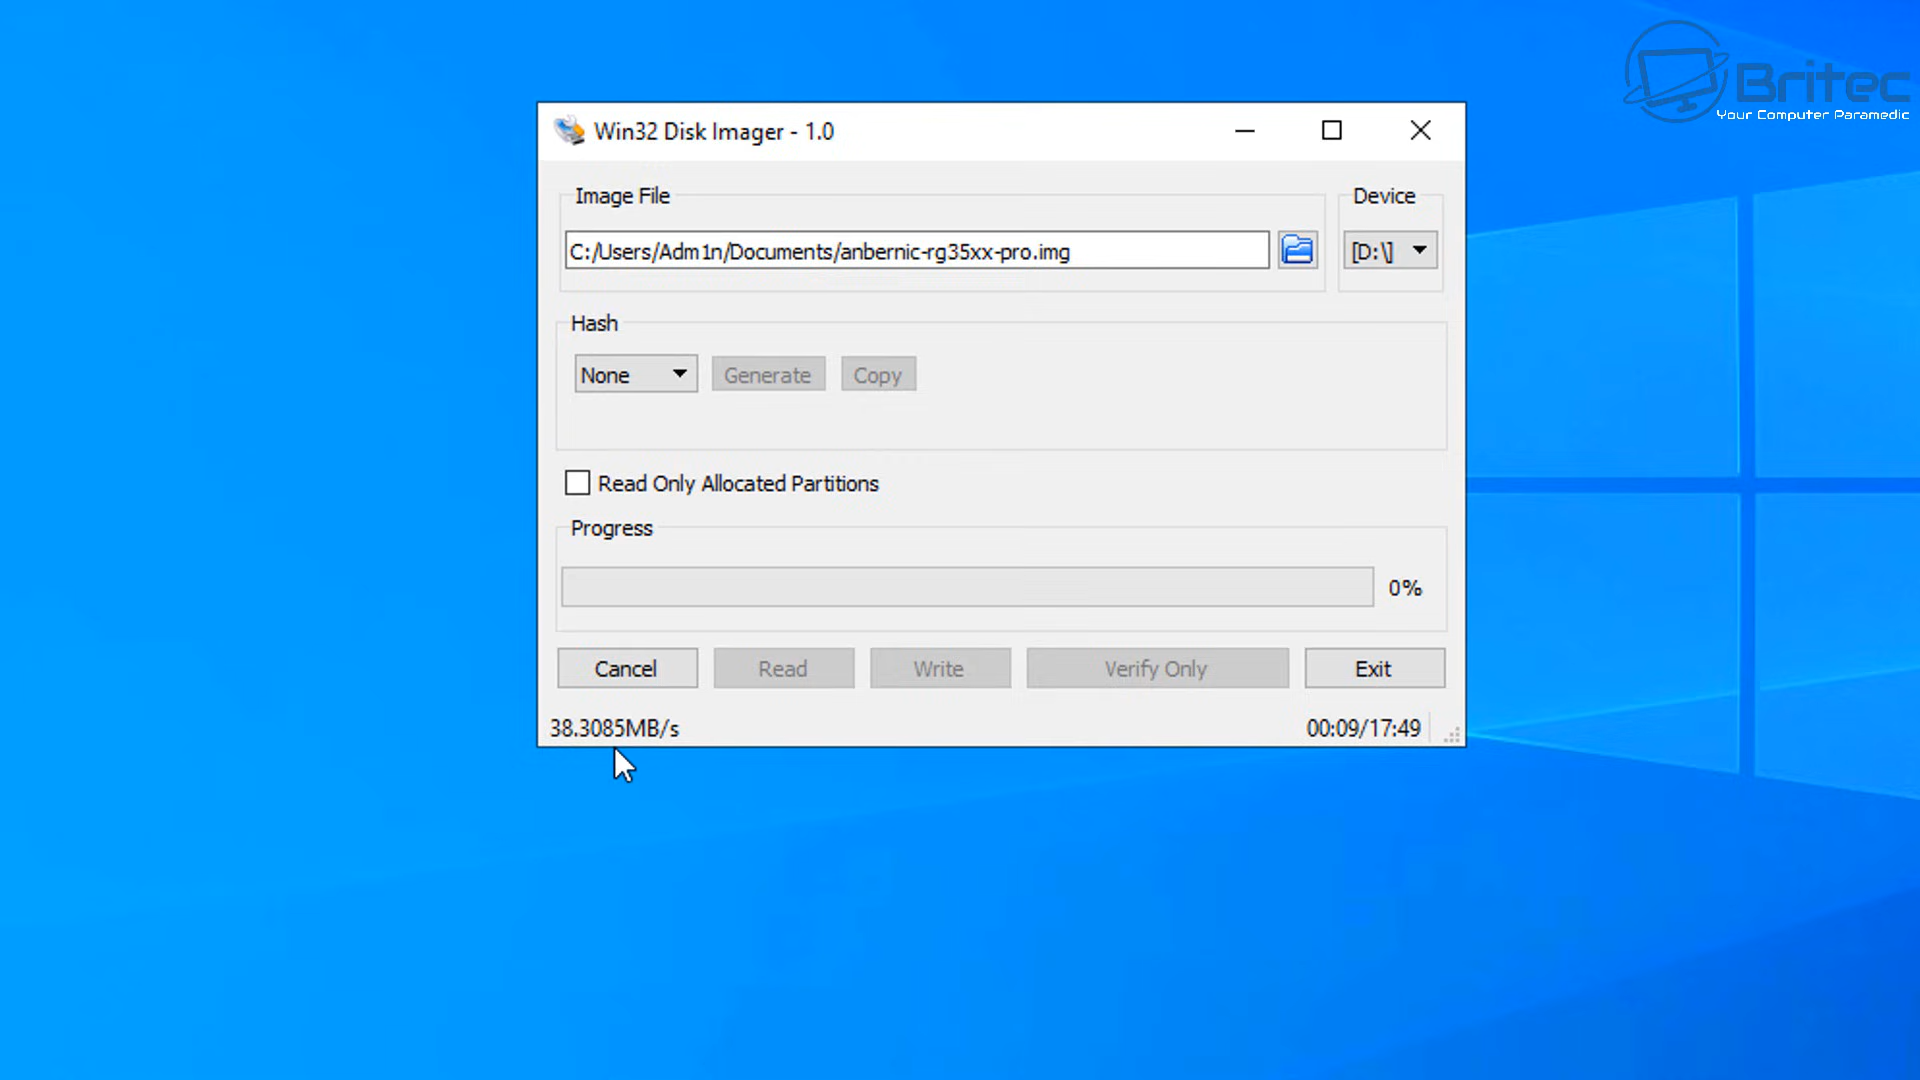 Britec
Your Computer Paramedic
Win32 Disk Imager - 1.0
Image File
Device
C:/Users/Adm1n/Documents/anbernic-rg35xx-pro.img
[D:\]
Hash
None
Generate
Copy
Read Only Allocated Partitions
Progress
0%
Cancel
Read
Write
Verify Only
Exit
38.3085MB/s
00:09/17:49